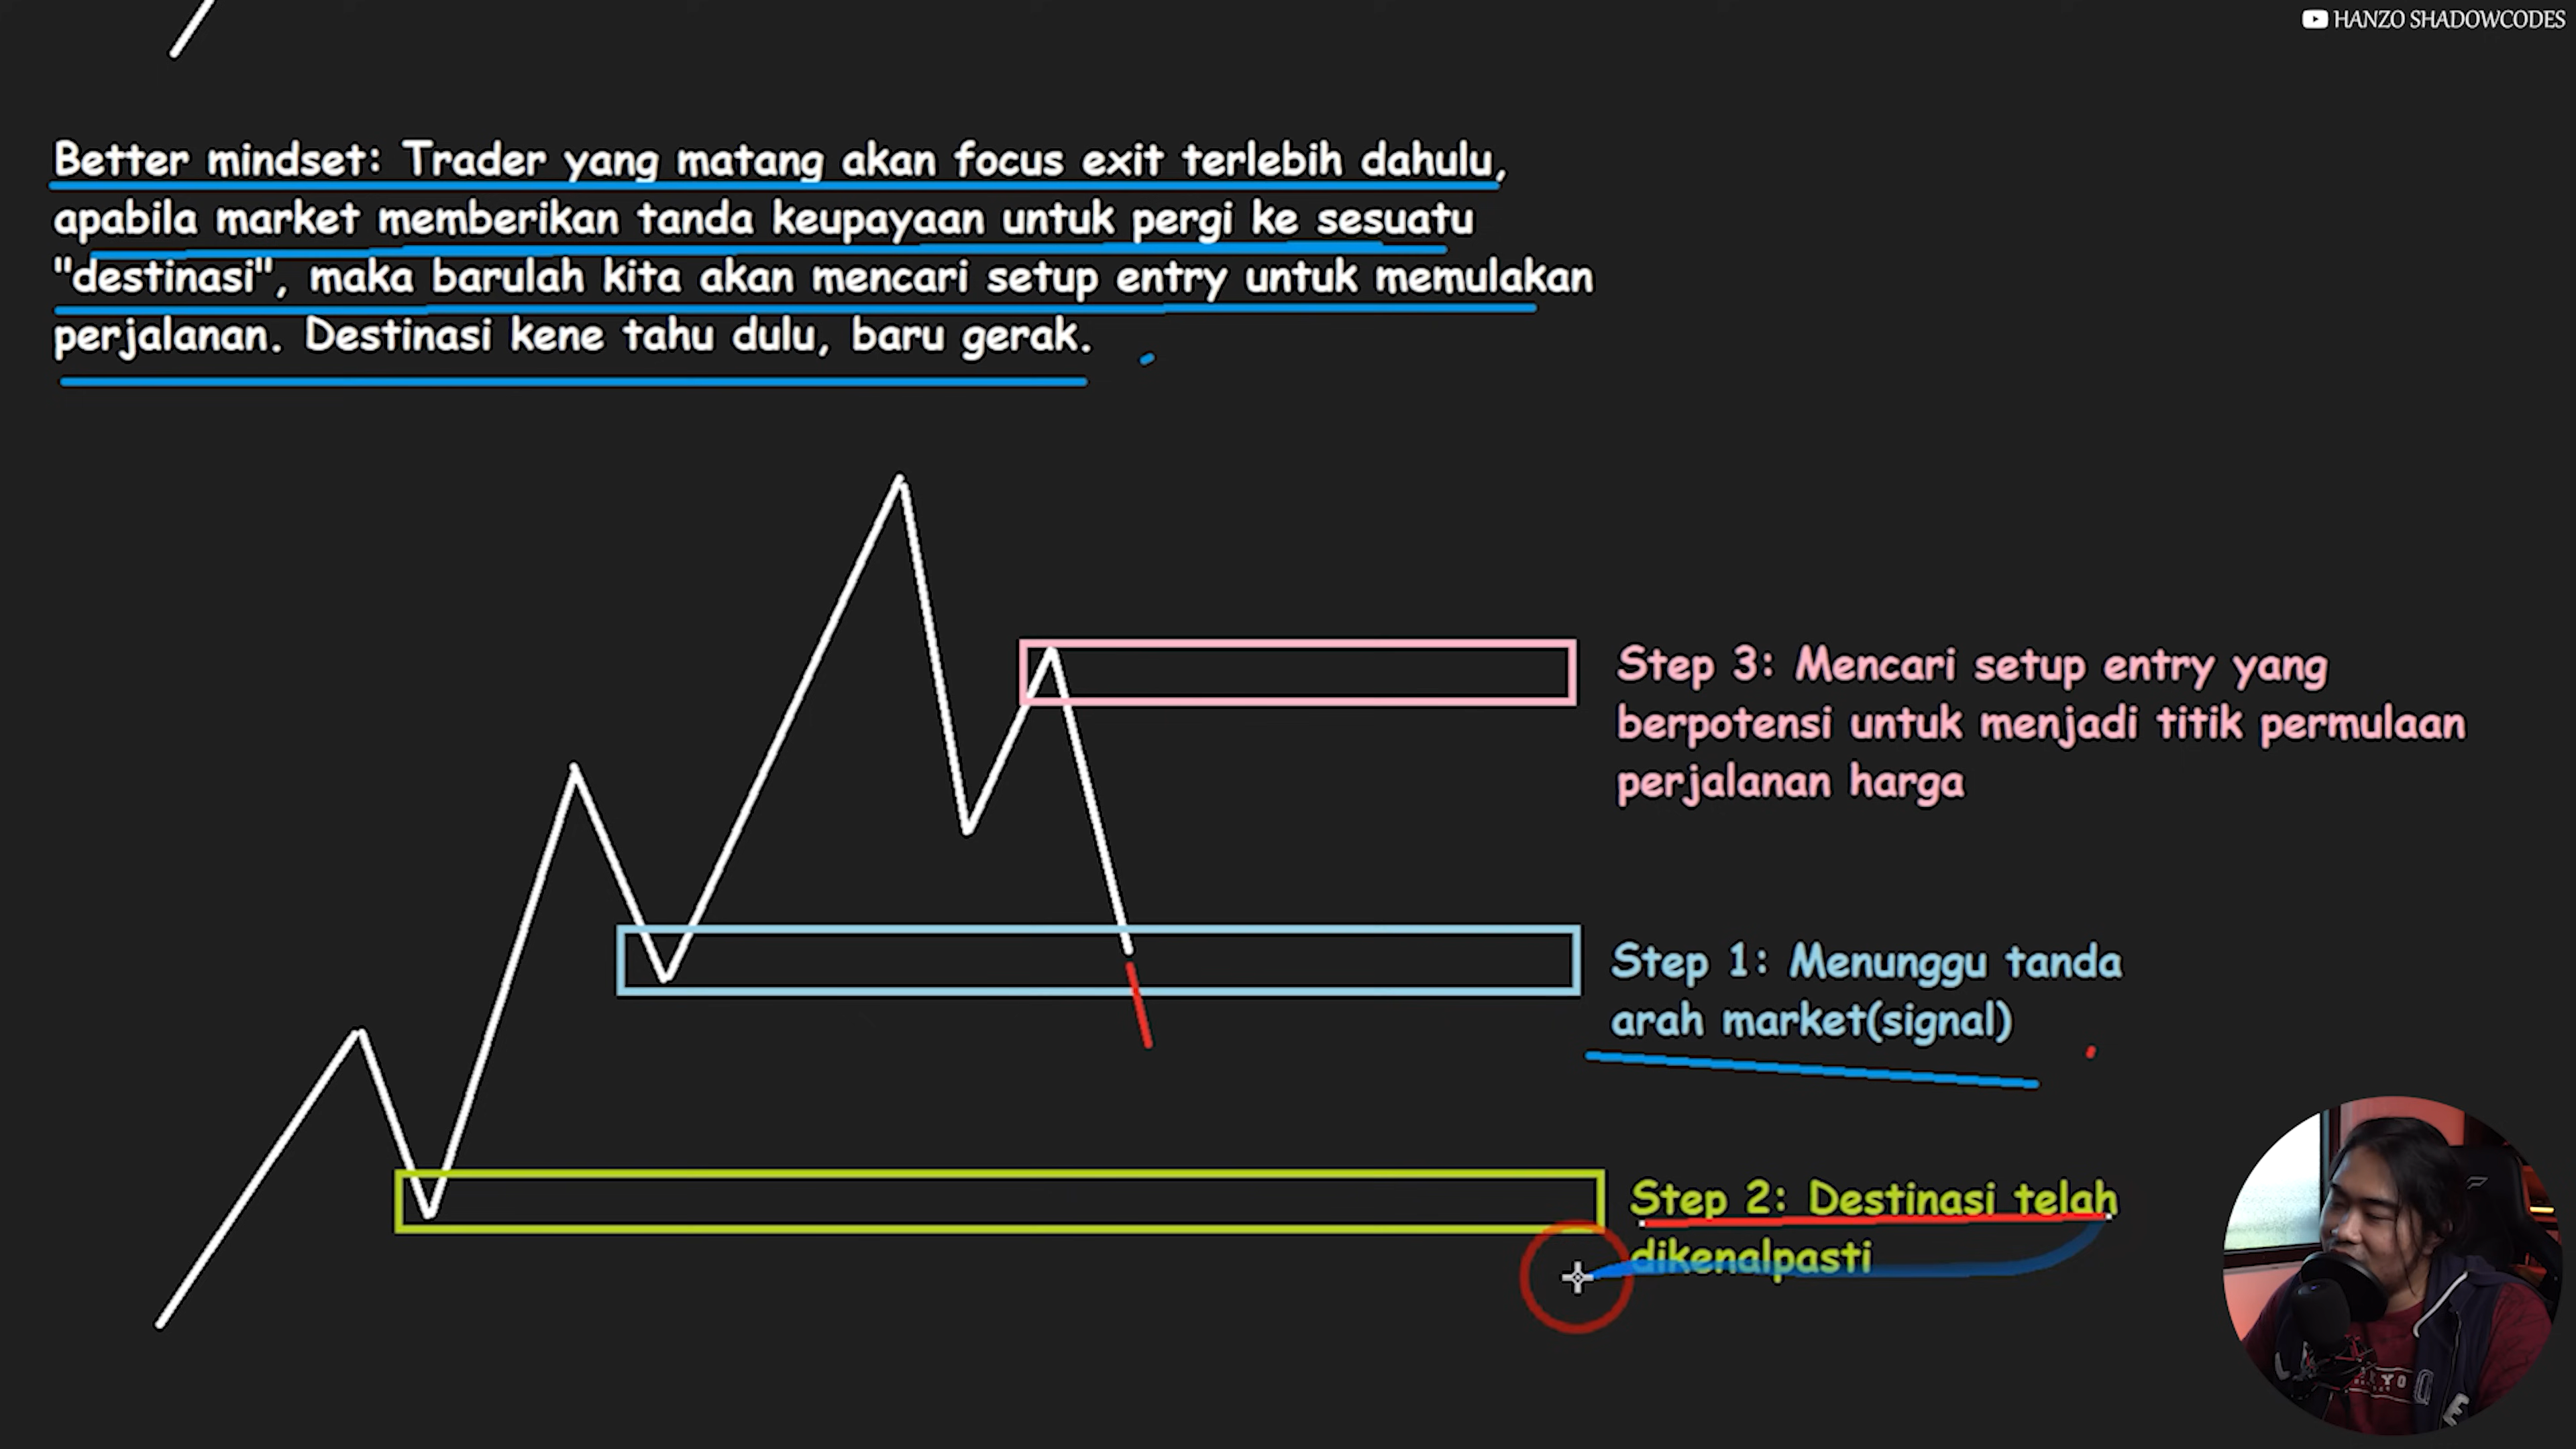 HANZO SHADOWCODES
Better mindset: Trader yang matang akan focus exit terlebih dahulu,
apabila market memberikan tanda keupayaan untuk pergi ke sesuatu
"destinasi", maka barulah kita akan mencari setup entry untuk memulakan
perjalanan. Destinasi kene tahu dulu, baru gerak.
Step 3: Mencari setup entry yang
berpotensi untuk menjadi titik permulaan
perjalanan harga
Step 1: Menunggu tanda
arah market(signal)
Step 2: Destinasi telah
dikenalpasti